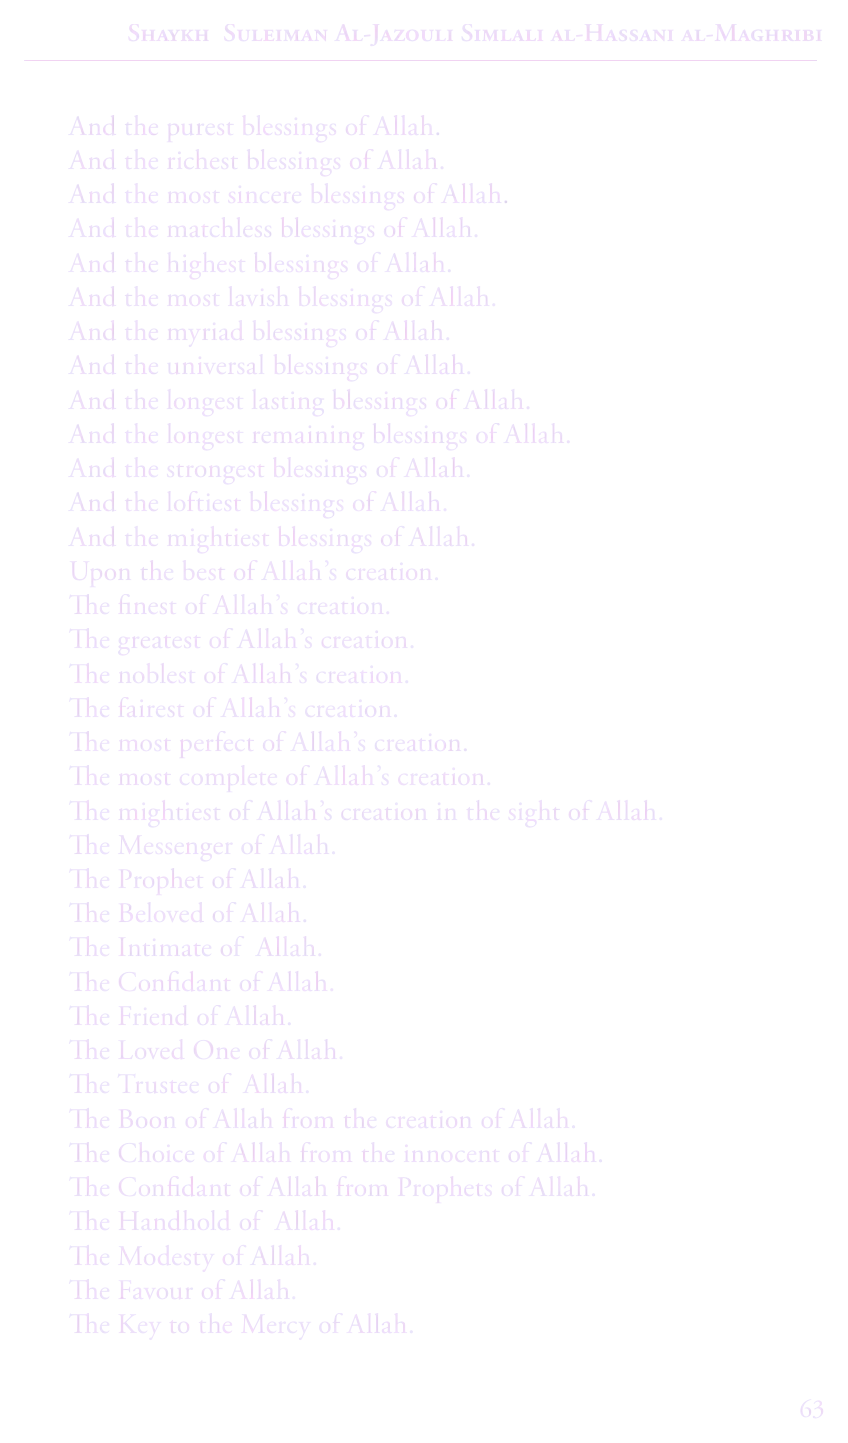 Shaykh Suleiman Al-Jazouli Simlali al-Hassani al-Maghribi
And the purest blessings of Allah.
And the richest blessings of Allah.
And the most sincere blessings of Allah.
And the matchless blessings of Allah.
And the highest blessings of Allah.
And the most lavish blessings of Allah.
And the myriad blessings of Allah.
And the universal blessings of Allah.
And the longest lasting blessings of Allah.
And the longest remaining blessings of Allah.
And the strongest blessings of Allah.
And the loftiest blessings of Allah.
And the mightiest blessings of Allah.
Upon the best of Allah’s creation.
The finest of Allah’s creation.
The greatest of Allah’s creation.
The noblest of Allah’s creation.
The fairest of Allah’s creation.
The most perfect of Allah’s creation.
The most complete of Allah’s creation.
The mightiest of Allah’s creation in the sight of Allah.
The Messenger of Allah.
The Prophet of Allah.
The Beloved of Allah.
The Intimate of Allah.
The Confidant of Allah.
The Friend of Allah.
The Loved One of Allah.
The Trustee of Allah.
The Boon of Allah from the creation of Allah.
The Choice of Allah from the innocent of Allah.
The Confidant of Allah from Prophets of Allah.
The Handhold of Allah.
The Modesty of Allah.
The Favour of Allah.
The Key to the Mercy of Allah.
63